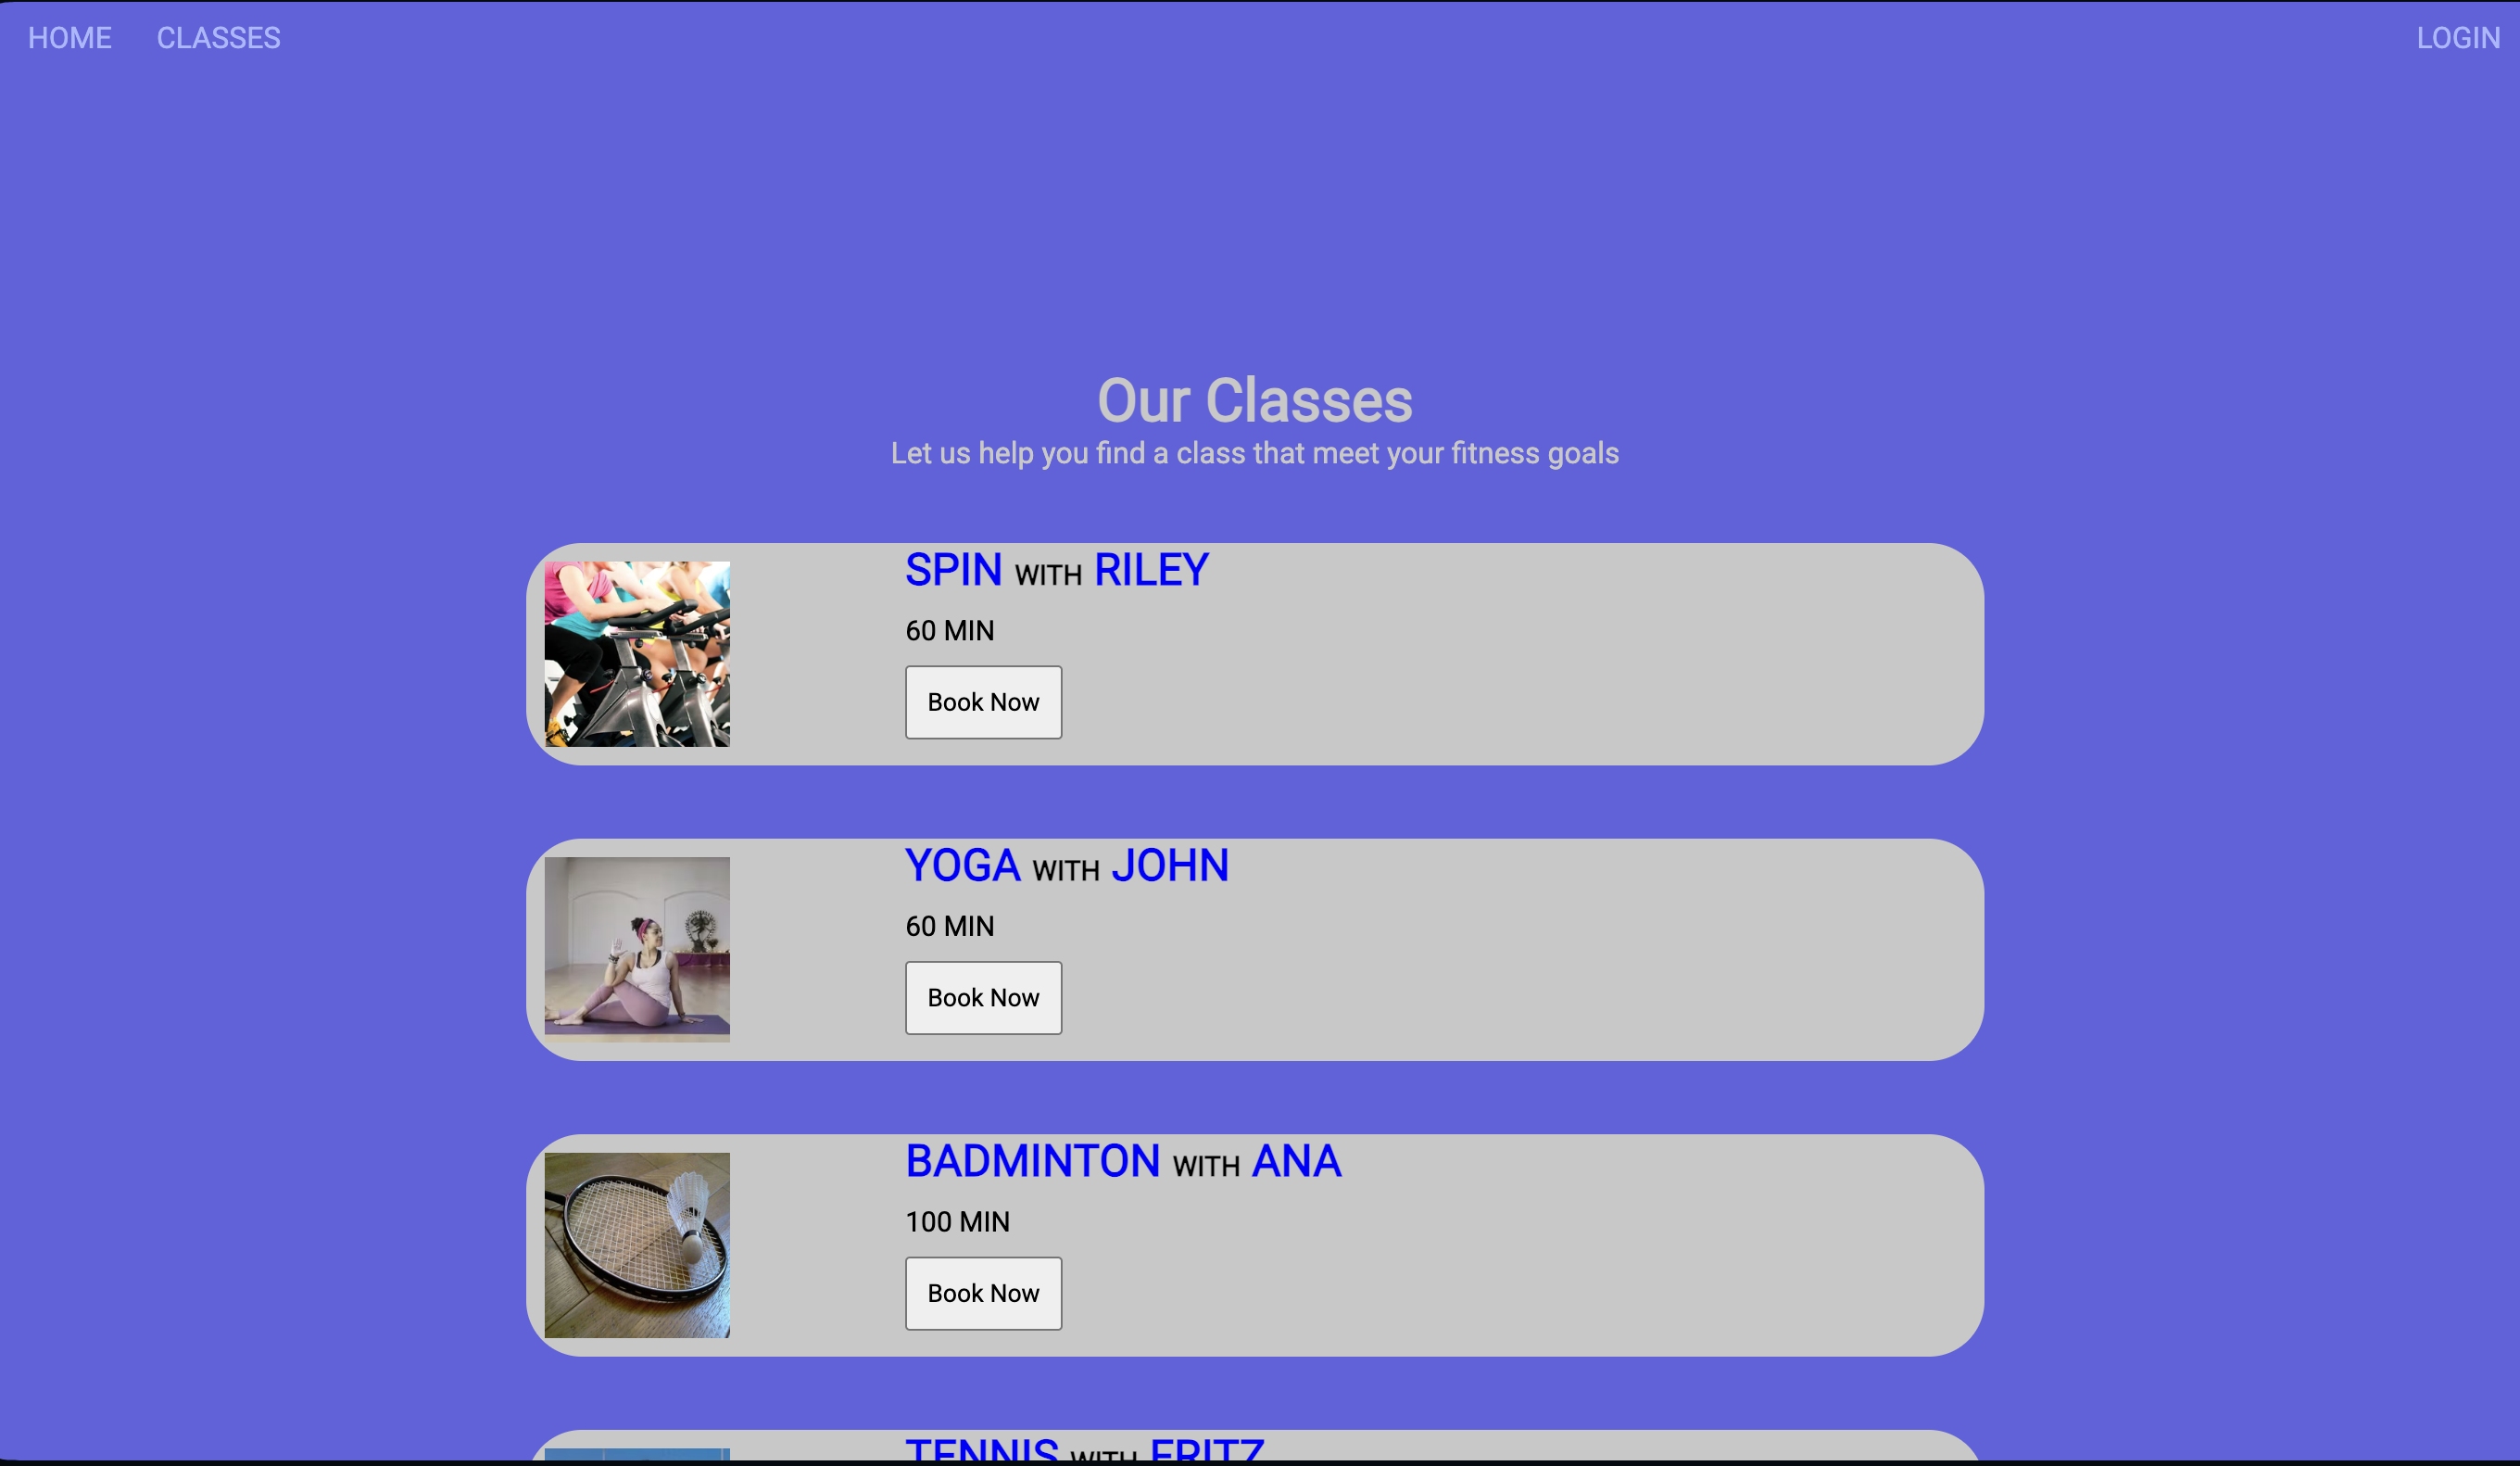 HOME CLASSES LOGIN
Our Classes
Let us help you find a class that meet your fitness goals
SPIN WITH RILEY
60 MIN
Book Now
YOGA WITH JOHN
60 MIN
Book Now
BADMINTON WITH ANA
100 MIN
Book Now
TENNIS WITH FRITZ